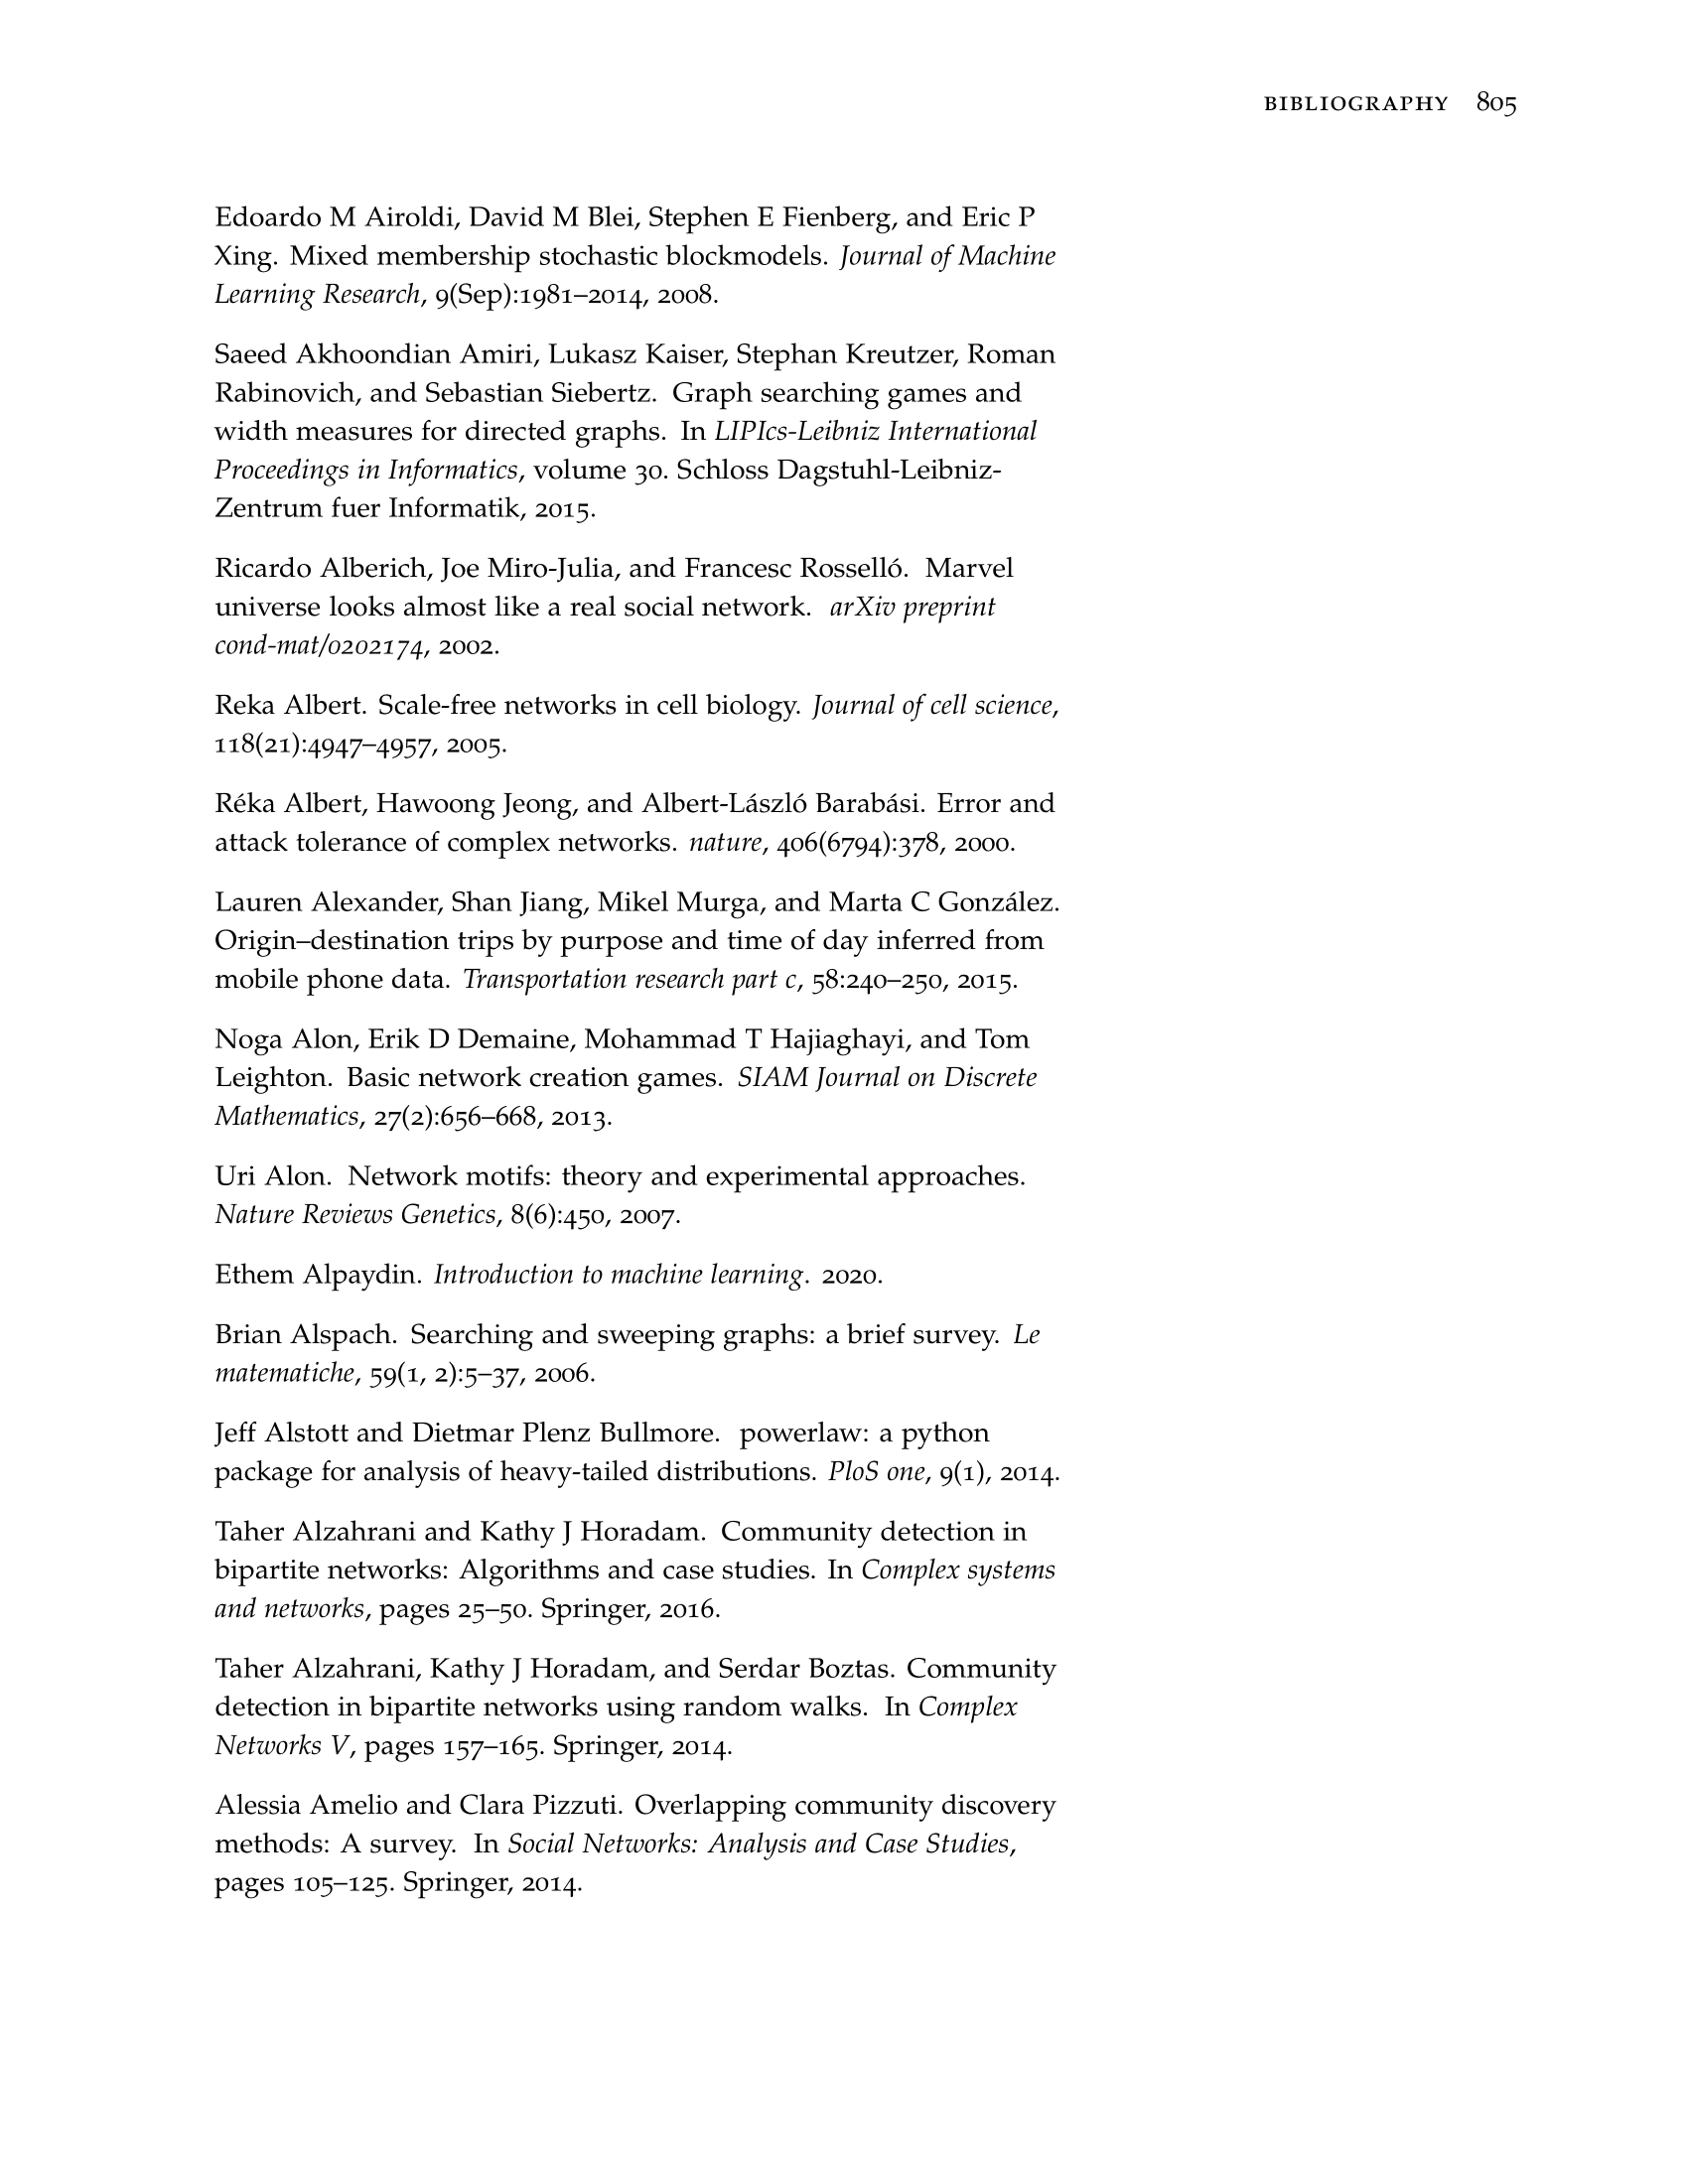 BIBLIOGRAPHY 805
Edoardo M Airoldi, David M Blei, Stephen E Fienberg, and Eric P
Xing. Mixed membership stochastic blockmodels. Journal of Machine
Learning Research, 9(Sep):1981–2014, 2008.
Saeed Akhoondian Amiri, Lukasz Kaiser, Stephan Kreutzer, Roman
Rabinovich, and Sebastian Siebertz. Graph searching games and
width measures for directed graphs. In LIPIcs-Leibniz International
Proceedings in Informatics, volume 30. Schloss Dagstuhl-Leibniz-
Zentrum fuer Informatik, 2015.
Ricardo Alberich, Joe Miro-Julia, and Francesc Rosselló. Marvel
universe looks almost like a real social network. arXiv preprint
cond-mat/0202174, 2002.
Reka Albert. Scale-free networks in cell biology. Journal of cell science,
118(21):4947–4957, 2005.
Réka Albert, Hawoong Jeong, and Albert-László Barabási. Error and
attack tolerance of complex networks. nature, 406(6794):378, 2000.
Lauren Alexander, Shan Jiang, Mikel Murga, and Marta C González.
Origin–destination trips by purpose and time of day inferred from
mobile phone data. Transportation research part c, 58:240–250, 2015.
Noga Alon, Erik D Demaine, Mohammad T Hajiaghayi, and Tom
Leighton. Basic network creation games. SIAM Journal on Discrete
Mathematics, 27(2):656–668, 2013.
Uri Alon. Network motifs: theory and experimental approaches.
Nature Reviews Genetics, 8(6):450, 2007.
Ethem Alpaydin. Introduction to machine learning. 2020.
Brian Alspach. Searching and sweeping graphs: a brief survey. Le
matematiche, 59(1, 2):5–37, 2006.
Jeff Alstott and Dietmar Plenz Bullmore. powerlaw: a python
package for analysis of heavy-tailed distributions. PloS one, 9(1), 2014.
Taher Alzahrani and Kathy J Horadam. Community detection in
bipartite networks: Algorithms and case studies. In Complex systems
and networks, pages 25–50. Springer, 2016.
Taher Alzahrani, Kathy J Horadam, and Serdar Boztas. Community
detection in bipartite networks using random walks. In Complex
Networks V, pages 157–165. Springer, 2014.
Alessia Amelio and Clara Pizzuti. Overlapping community discovery
methods: A survey. In Social Networks: Analysis and Case Studies,
pages 105–125. Springer, 2014.